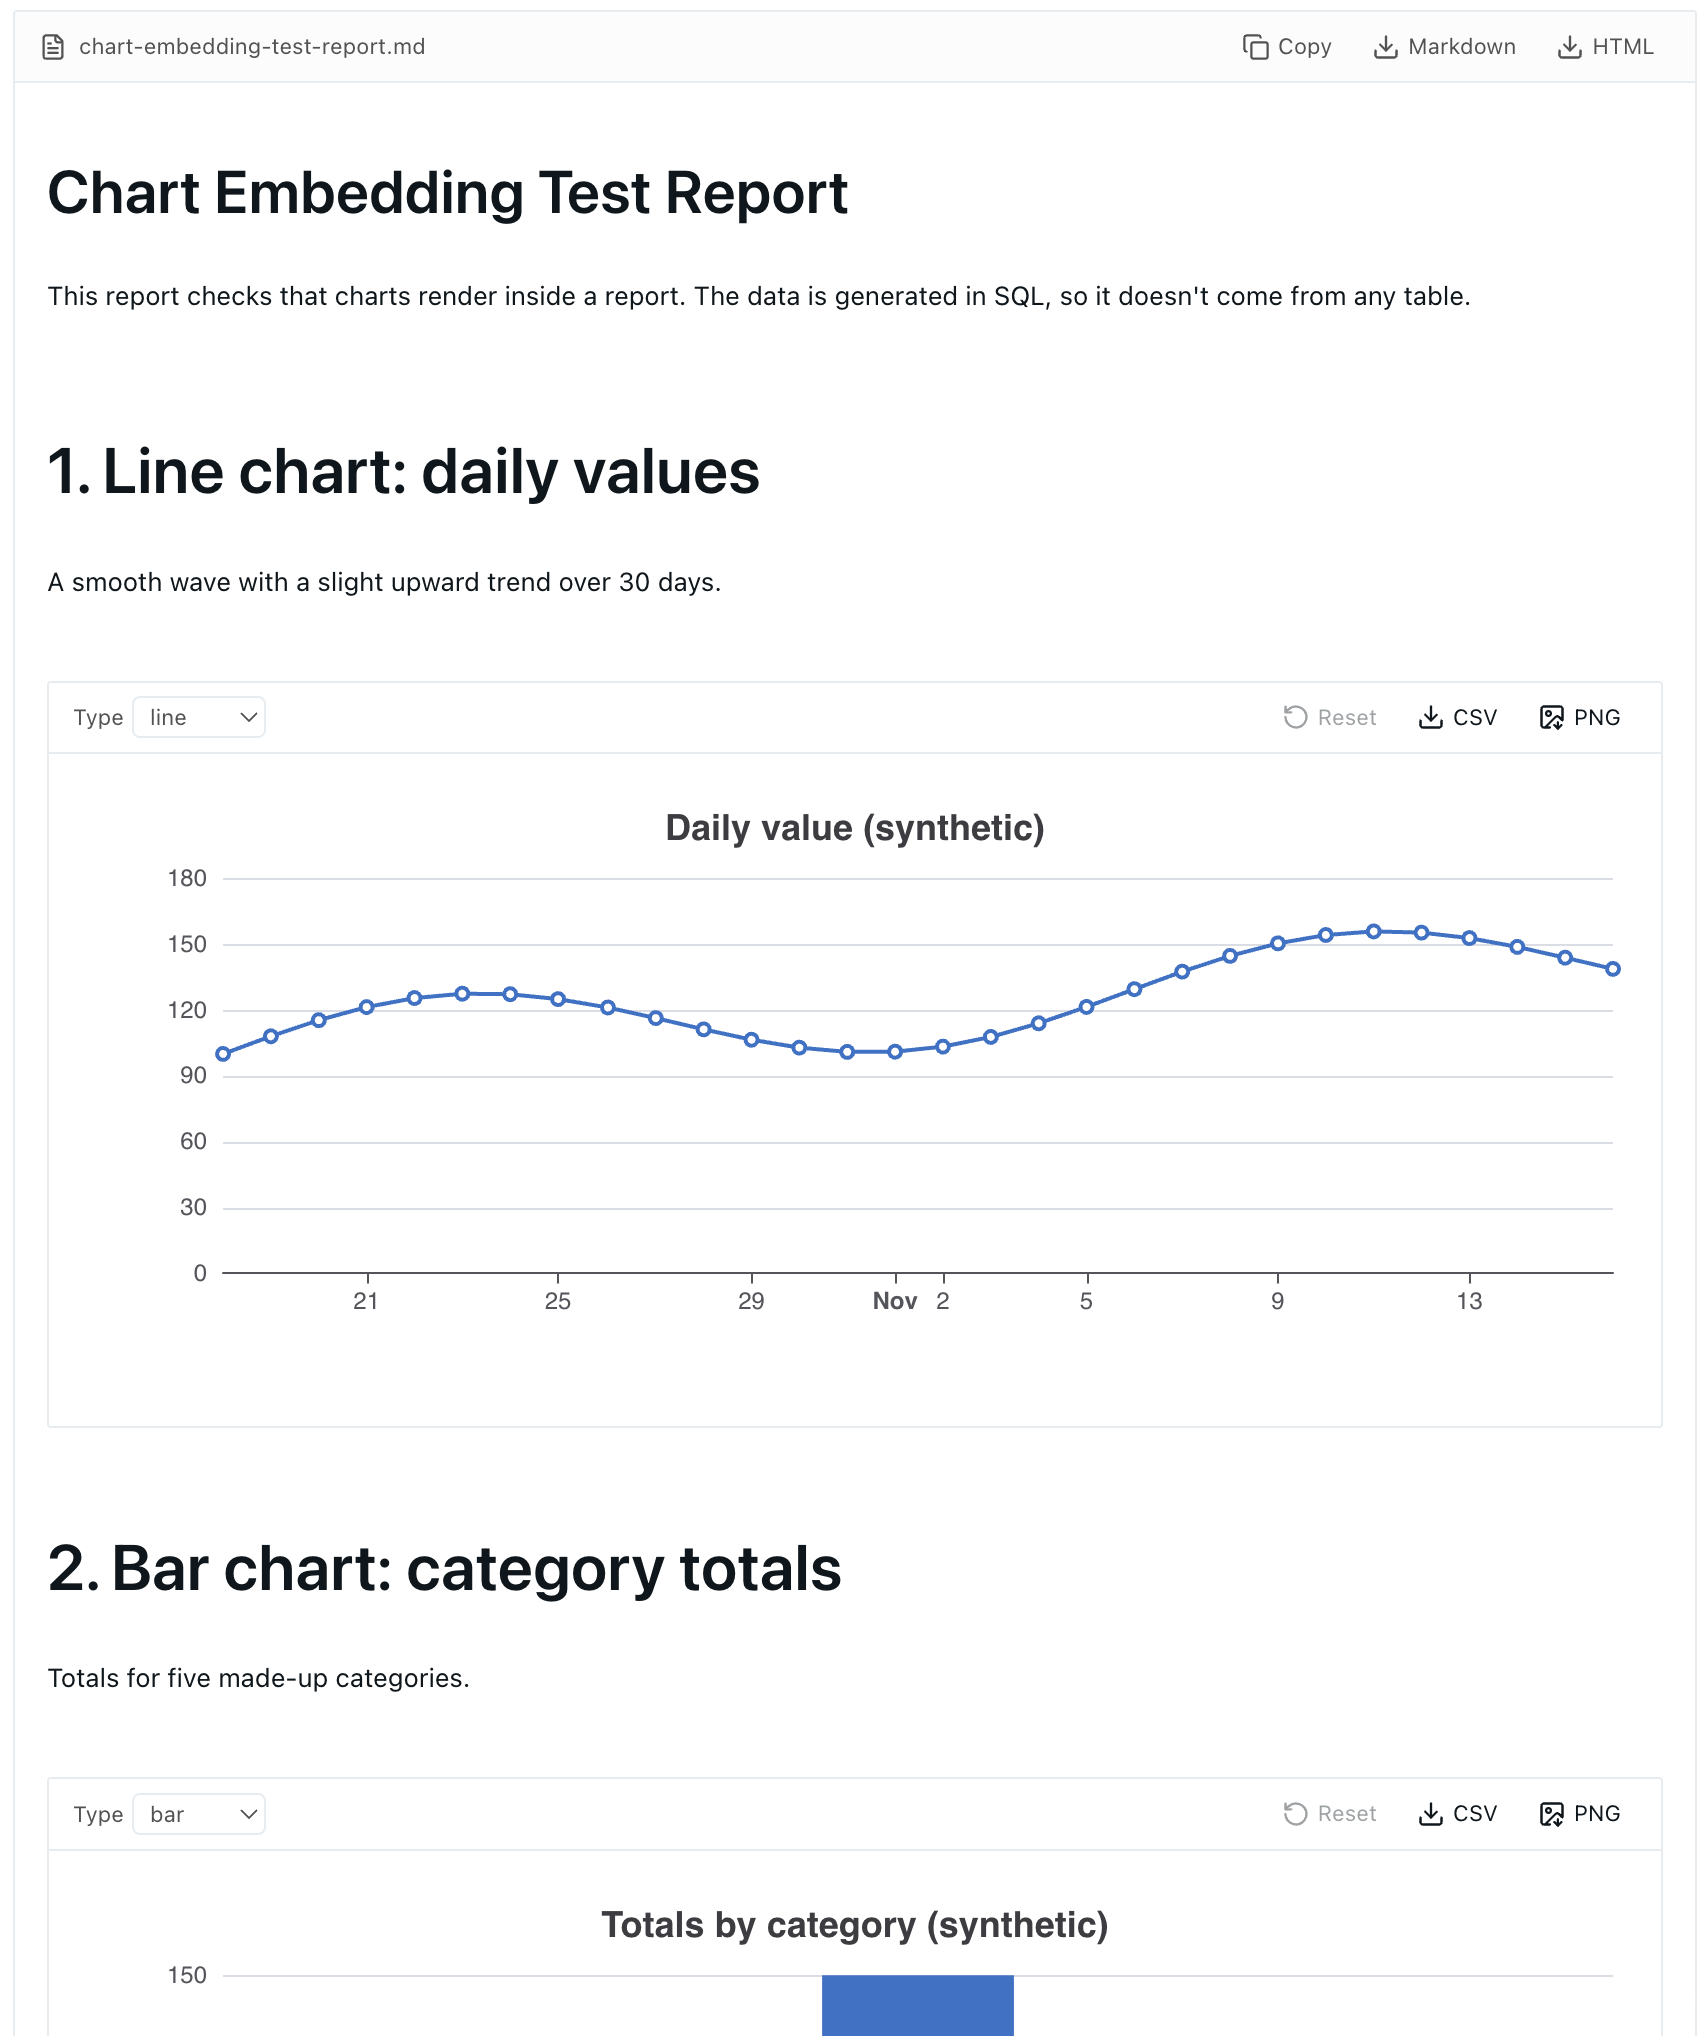 chart-embedding-test-report.md
Copy
Markdown
HTML
Chart Embedding Test Report
This report checks that charts render inside a report. The data is generated in SQL, so it doesn't come from any table.
1. Line chart: daily values
A smooth wave with a slight upward trend over 30 days.
Type line
Reset
CSV
PNG
Daily value (synthetic)
180
150
120
90
60
30
0
21 25 29 Nov 2 5 9 13
2. Bar chart: category totals
Totals for five made-up categories.
Type bar
Reset
CSV
PNG
Totals by category (synthetic)
150